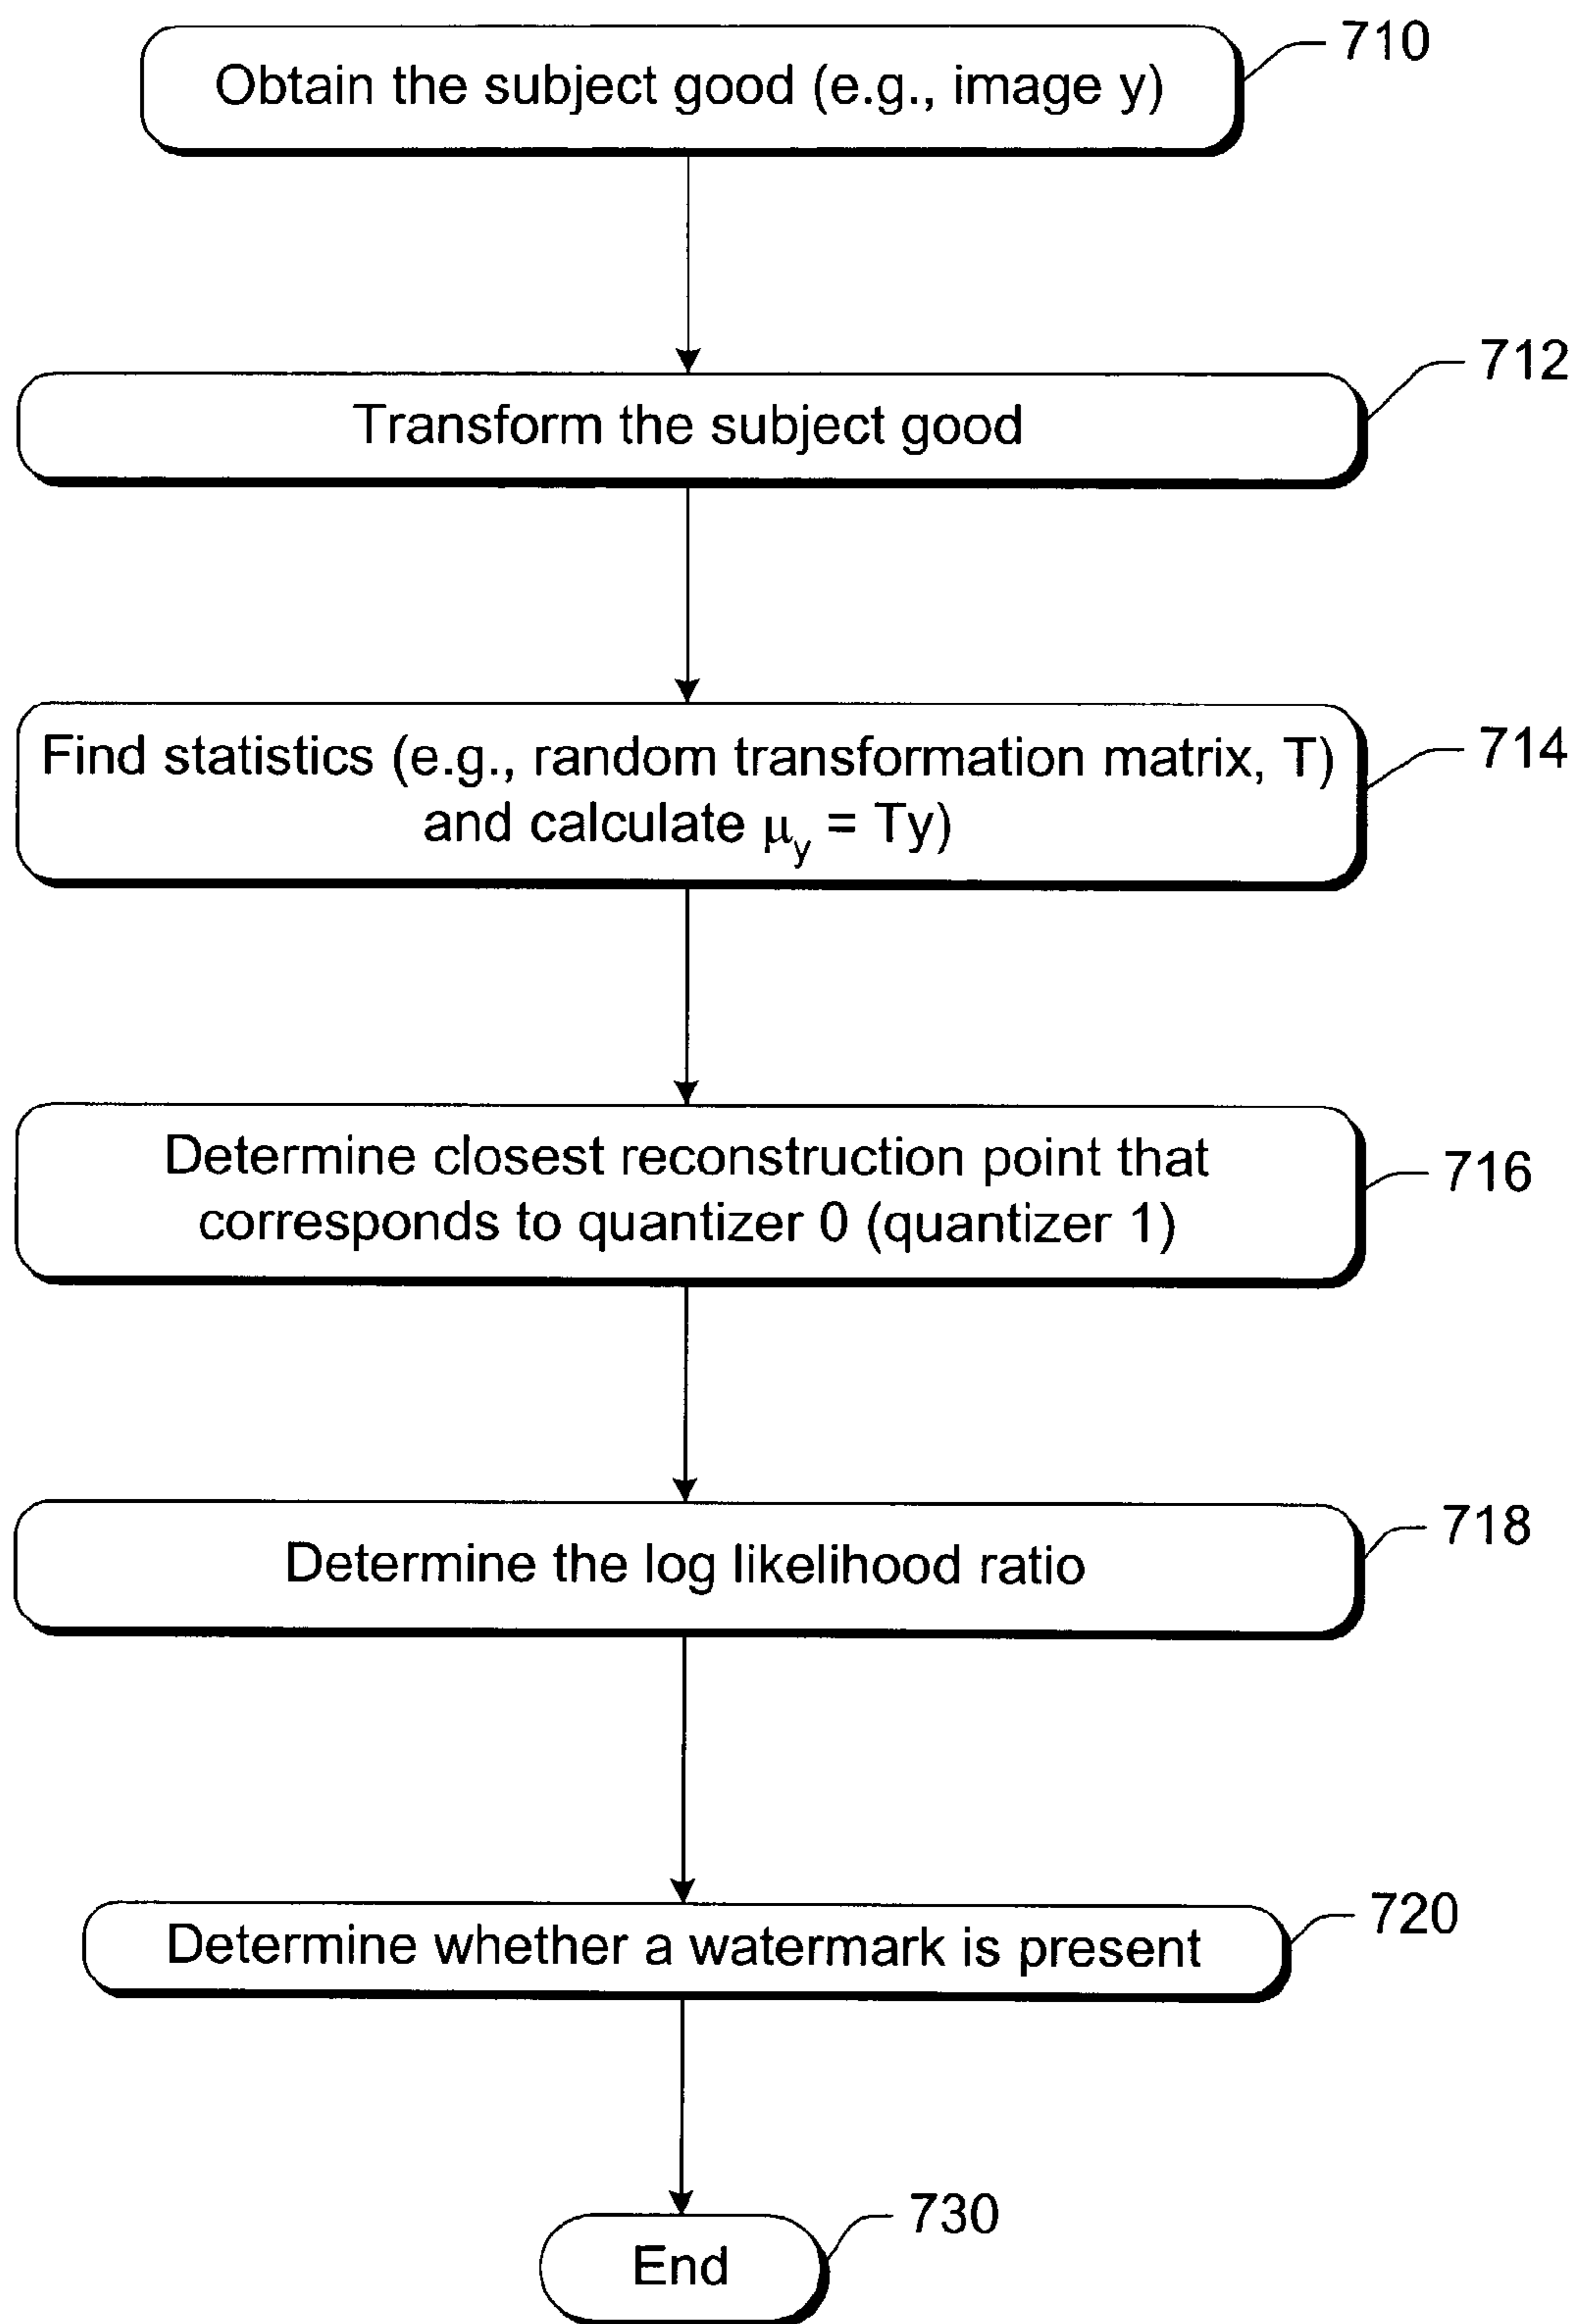 Obtain the subject good (e.g., image y)
710
Transform the subject good
712
Find statistics (e.g., random transformation matrix, T)
and calculate μy = Ty)
714
Determine closest reconstruction point that
corresponds to quantizer 0 (quantizer 1)
716
Determine the log likelihood ratio
718
Determine whether a watermark is present
720
End
730